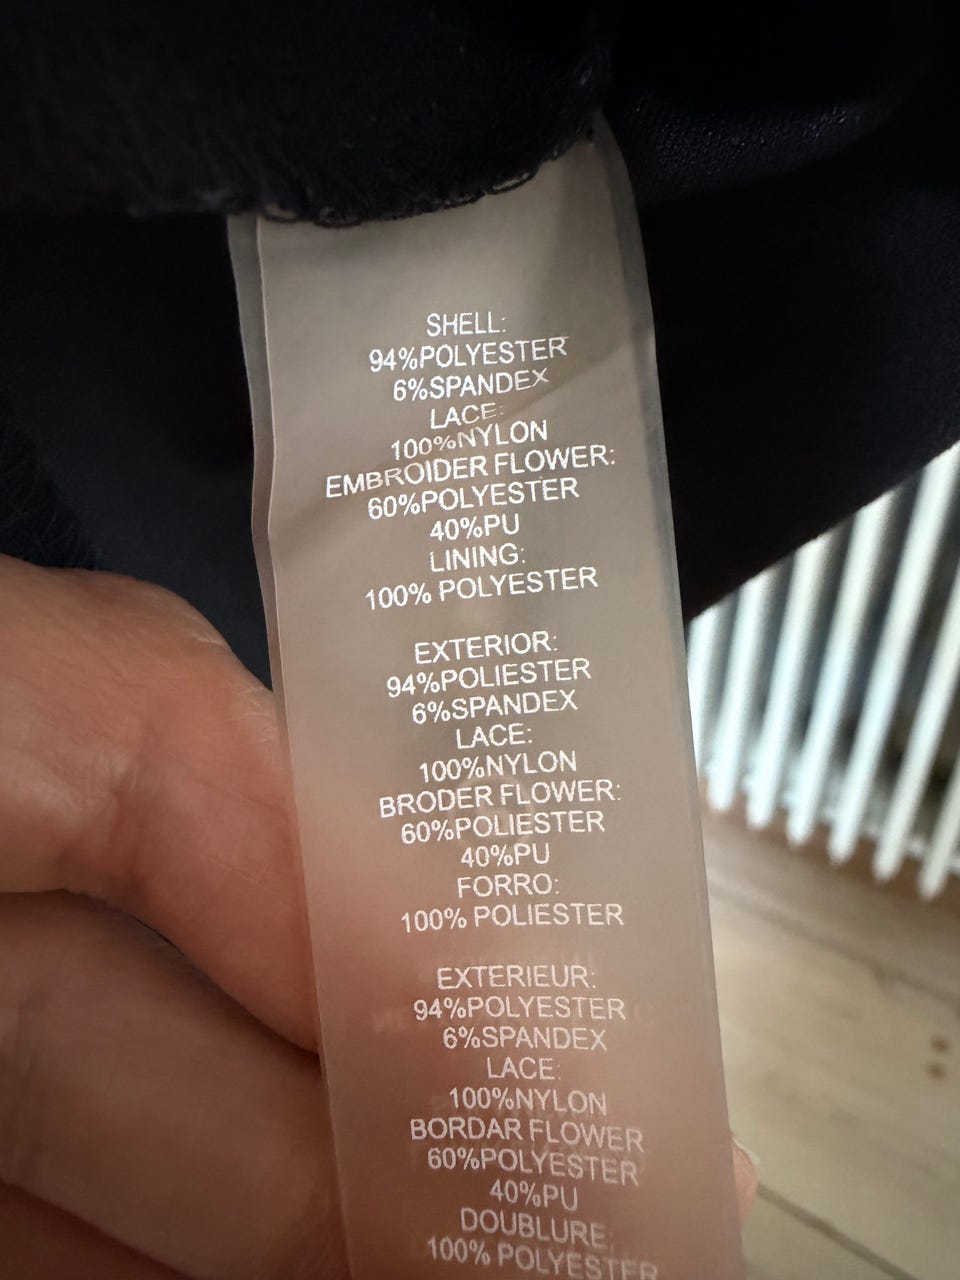 SHELL:
94%POLYESTER
6%SPANDEX
LACE:
100%NYLON
EMBROIDER FLOWER:
60%POLYESTER
40%PU
LINING:
100% POLYESTER
EXTERIOR:
94%POLIESTER
6%SPANDEX
LACE:
100%NYLON
BRODER FLOWER:
60%POLIESTER
40%PU
FORRO:
100% POLIESTER
EXTERIEUR:
94%POLYESTER
6%SPANDEX
LACE:
100%NYLON
BORDAR FLOWER
60%POLYESTER
40%PU
DOUBLURE:
100% POLYESTER